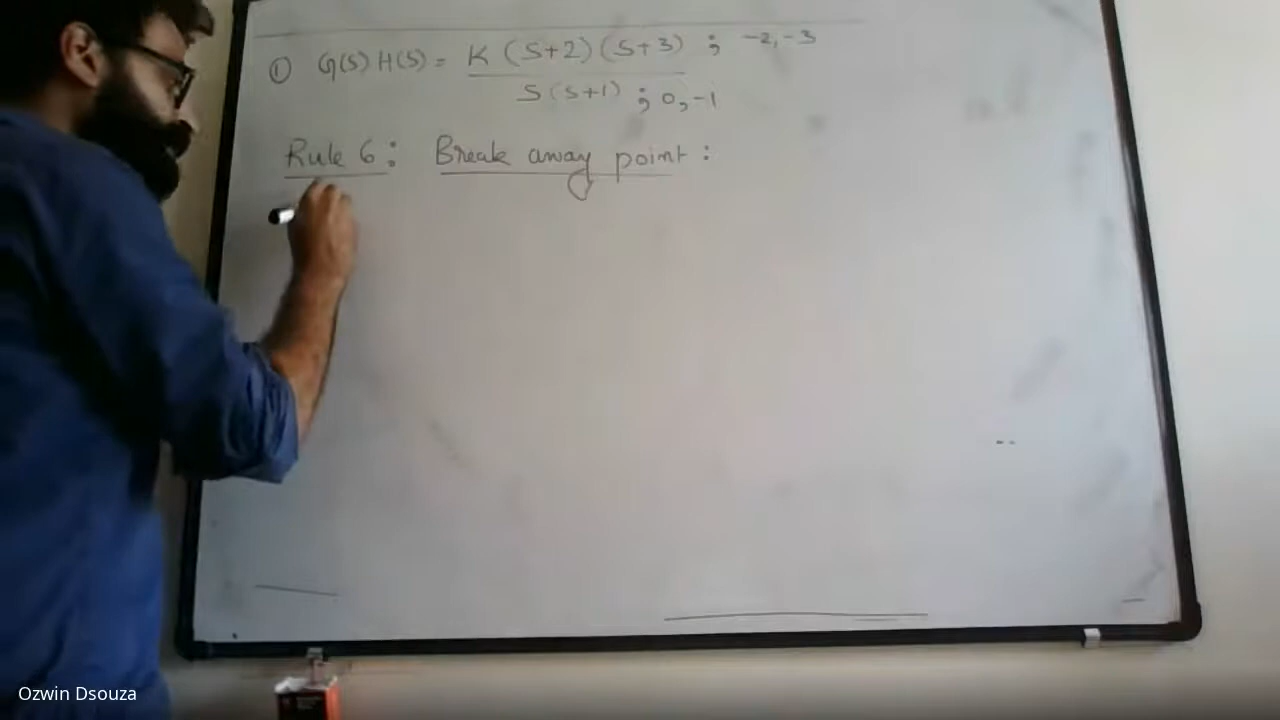 ① G(S) H(S) = K (S+2) (S+3) ; -2, -3
S (S+1) ; 0, -1
Rule 6 : Break away point :
Ozwin Dsouza